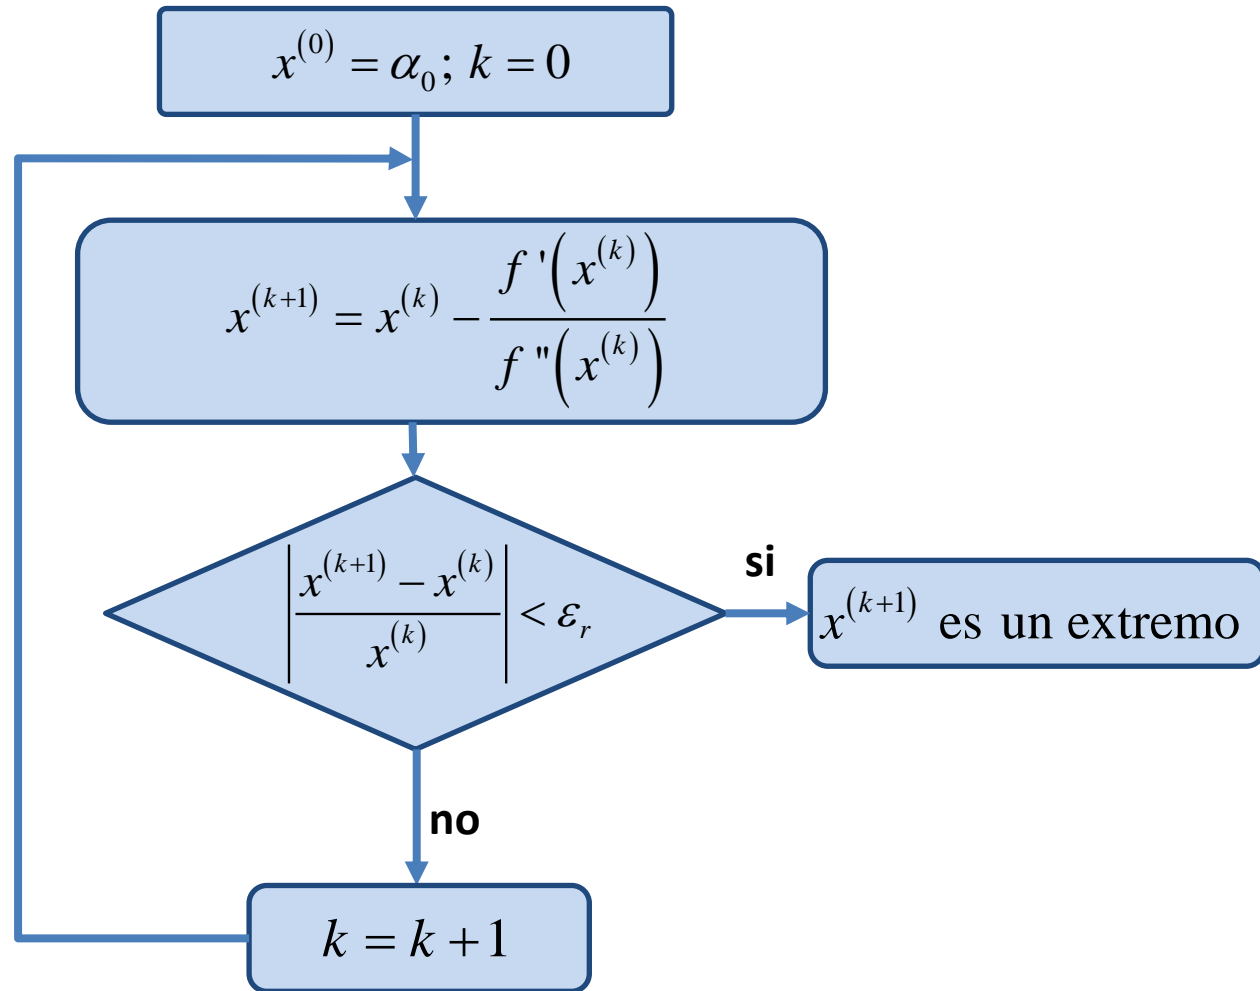 x^(0) = α_0; k = 0
x^(k+1) = x^(k) − f '(x^(k)) / f "(x^(k))
|(x^(k+1) − x^(k)) / x^(k)| < ε_r
si
x^(k+1) es un extremo
no
k = k + 1